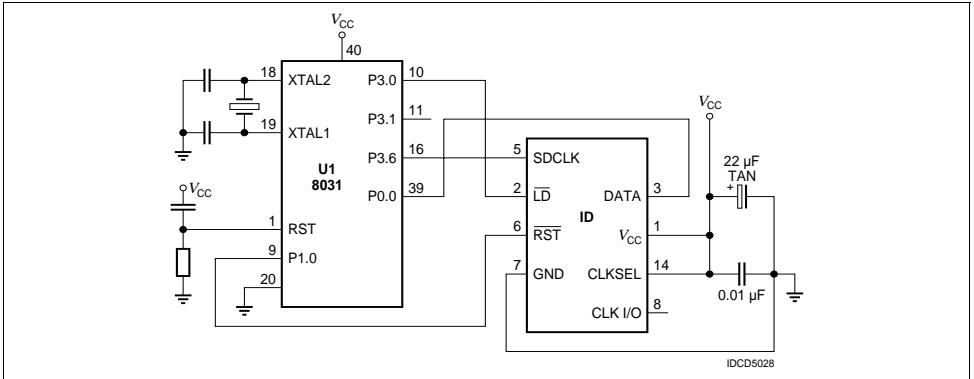 VCC
40
18 XTAL2 P3.0 10
P3.1 11
VCC
19 XTAL1
P3.6 16 5 SDCLK
22 µF
TAN
+
U1
8031
P0.0 39 2 LD DATA 3
VCC
ID
1 RST 6 RST VCC 1
9 P1.0 7 GND CLKSEL 14
20
0.01 µF
CLK I/O 8
IDCD5028